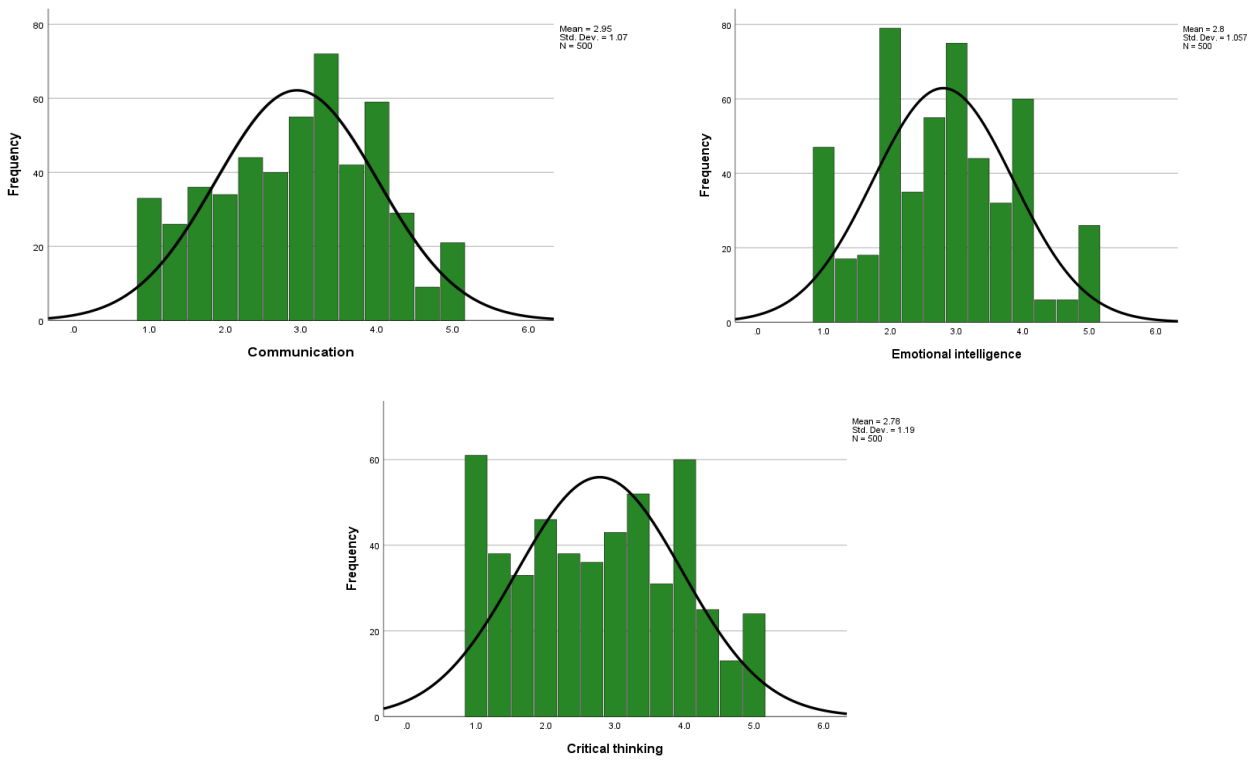 Mean = 2.95
Std. Dev. = 1.07
N = 500
80
60
40
20
0
Frequency
.0 1.0 2.0 3.0 4.0 5.0 6.0
Communication
Mean = 2.8
Std. Dev. = 1.057
N = 500
80
60
40
20
0
Frequency
.0 1.0 2.0 3.0 4.0 5.0 6.0
Emotional intelligence
Mean = 2.78
Std. Dev. = 1.19
N = 500
60
40
20
0
Frequency
.0 1.0 2.0 3.0 4.0 5.0 6.0
Critical thinking